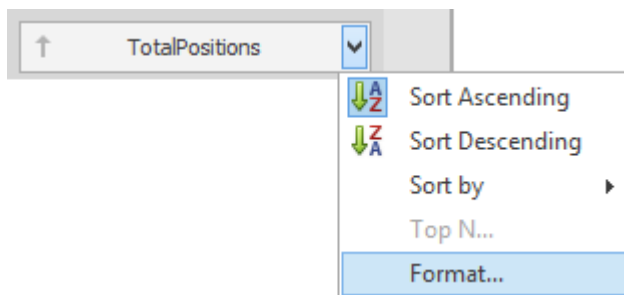 TotalPositions
Sort Ascending
Sort Descending
Sort by
Top N...
Format...